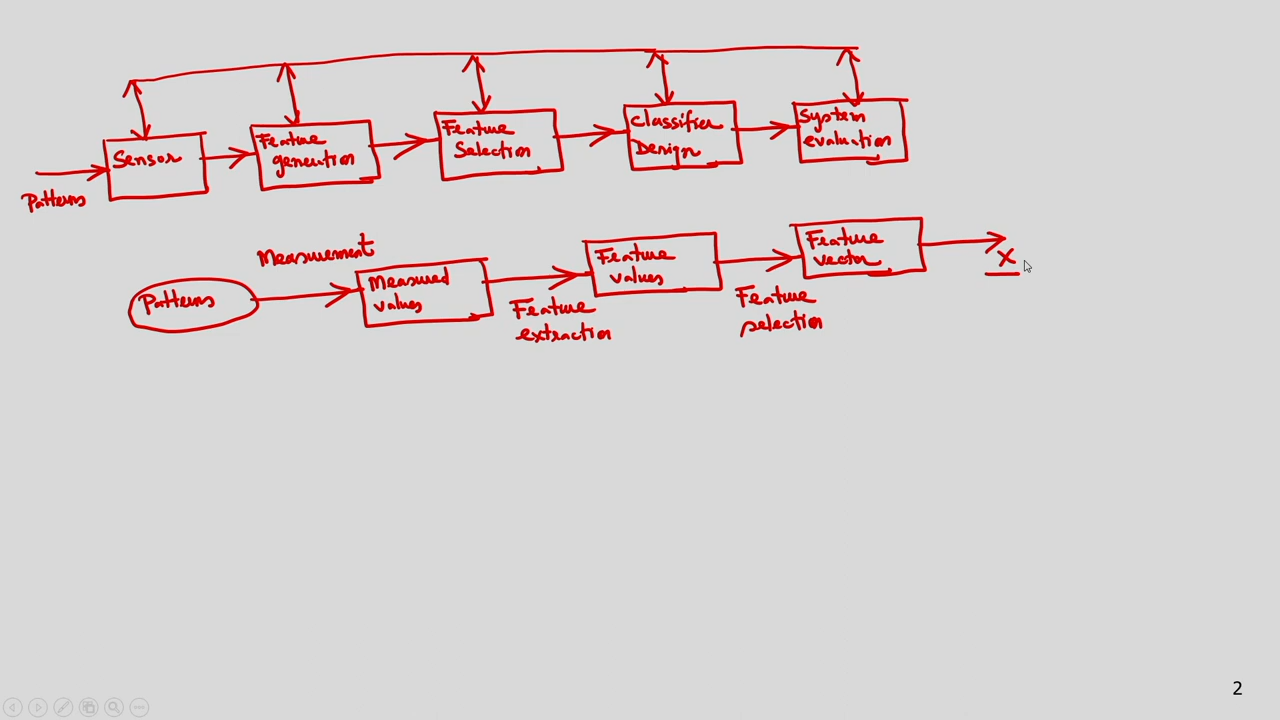 Patterns
Sensor
Feature
genertion
Feature
Selection
Classifier
Design
System
evaluation
Patterns
Measurement
Measured
values
Feature
extraction
Feature
values
Feature
selection
Feature
vector
X
2